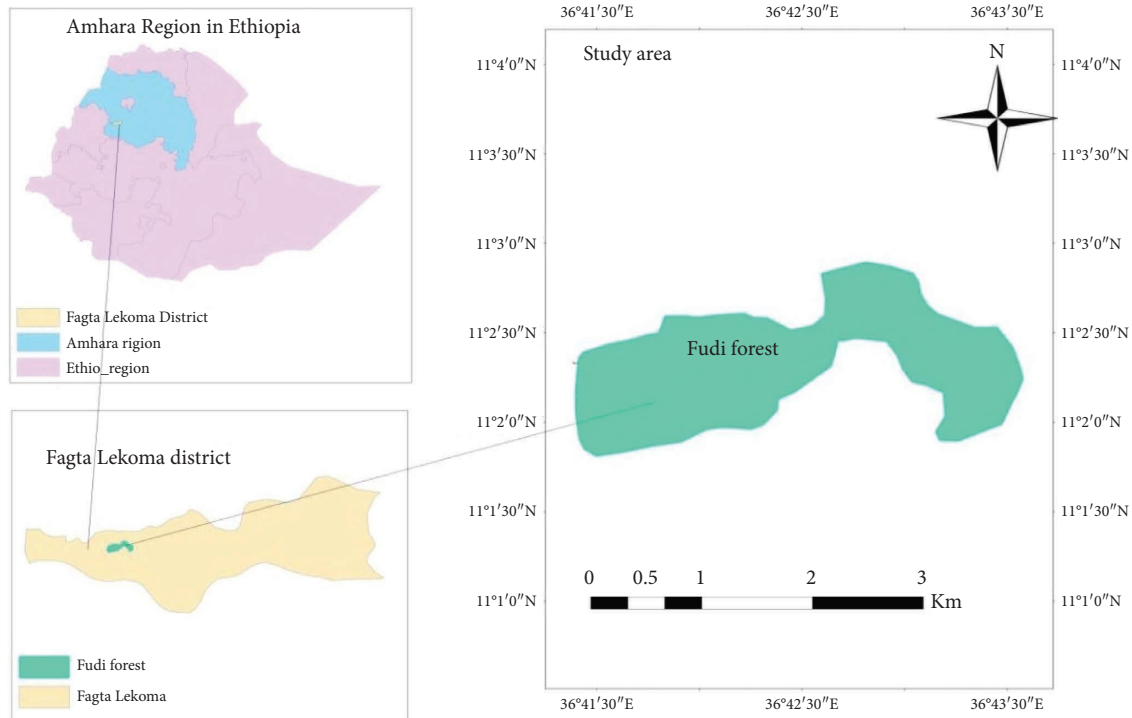 Amhara Region in Ethiopia
Fagta Lekoma District
Amhara rigion
Ethio_region
Fagta Lekoma district
Fudi forest
Fagta Lekoma
36°41′30″E
36°42′30″E
36°43′30″E
Study area
N
11°4′0″N
11°4′0″N
11°3′30″N
11°3′30″N
11°3′0″N
11°3′0″N
11°2′30″N
11°2′30″N
Fudi forest
11°2′0″N
11°2′0″N
11°1′30″N
11°1′30″N
0 0.5 1 2 3
Km
11°1′0″N
11°1′0″N
36°41′30″E
36°42′30″E
36°43′30″E